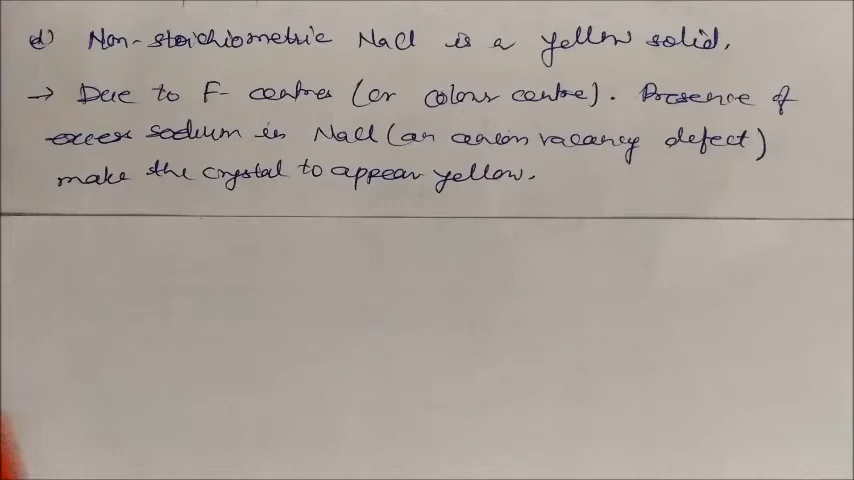 d) Non-stoichiometric NaCl is a yellow solid.
→ Due to F- centres (or colour centre). Presence of
excess sodium in NaCl (an anion vacancy defect)
make the crystal to appear yellow.